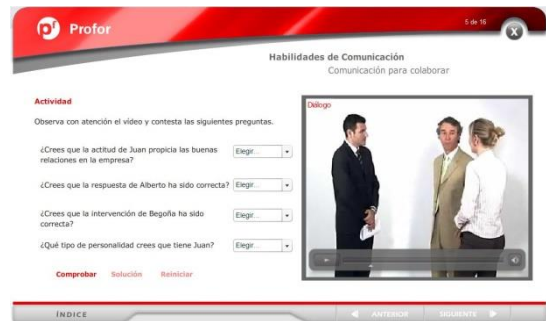 Profor
5 de 16
X
Habilidades de Comunicación
Comunicación para colaborar
Actividad
Observa con atención el vídeo y contesta las siguientes preguntas.
¿Crees que la actitud de Juan propicia las buenas
relaciones en la empresa?
Elegir...
¿Crees que la respuesta de Alberto ha sido correcta?
Elegir...
¿Crees que la intervención de Begoña ha sido
correcta?
Elegir...
¿Qué tipo de personalidad crees que tiene Juan?
Elegir...
Comprobar Solución Reiniciar
Diálogo
ÍNDICE
ANTERIOR SIGUIENTE